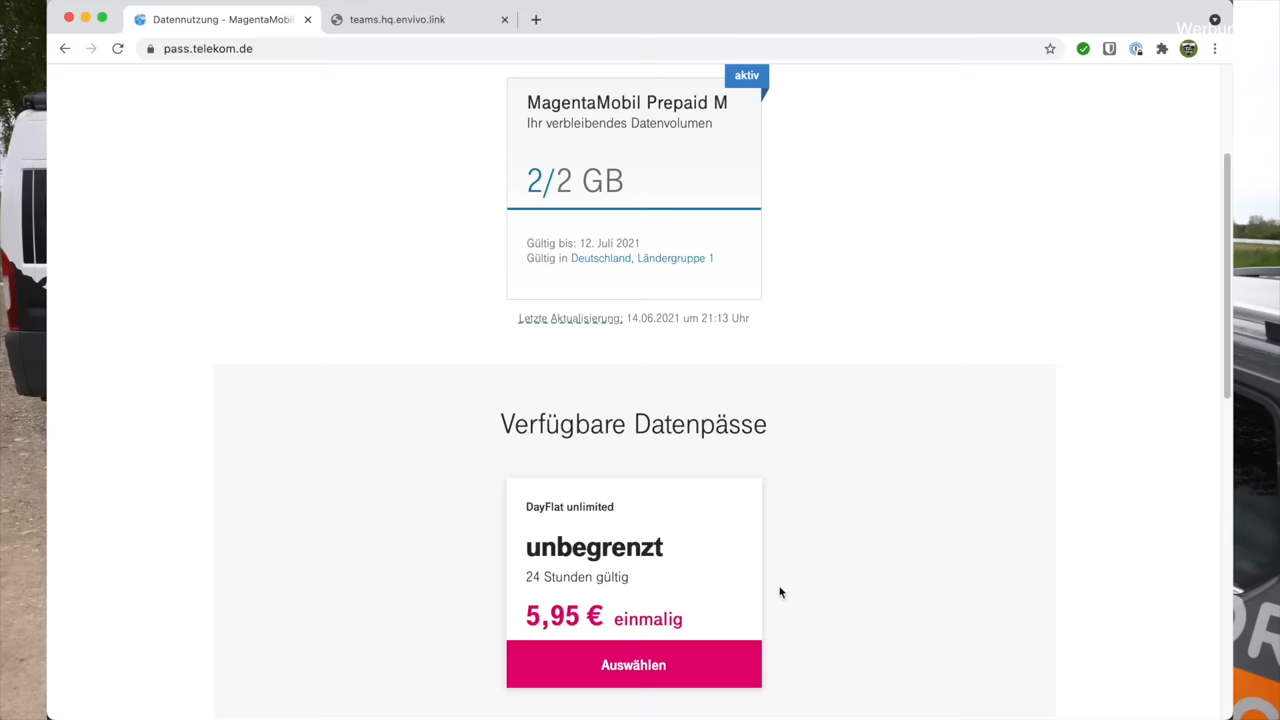 Datennutzung - MagentaMobil
teams.hq.envivo.link
Werbun
pass.telekom.de
aktiv
MagentaMobil Prepaid M
Ihr verbleibendes Datenvolumen
2/2 GB
Gültig bis: 12. Juli 2021
Gültig in Deutschland, Ländergruppe 1
Letzte Aktualisierung: 14.06.2021 um 21:13 Uhr
Verfügbare Datenpässe
DayFlat unlimited
unbegrenzt
24 Stunden gültig
5,95 € einmalig
Auswählen